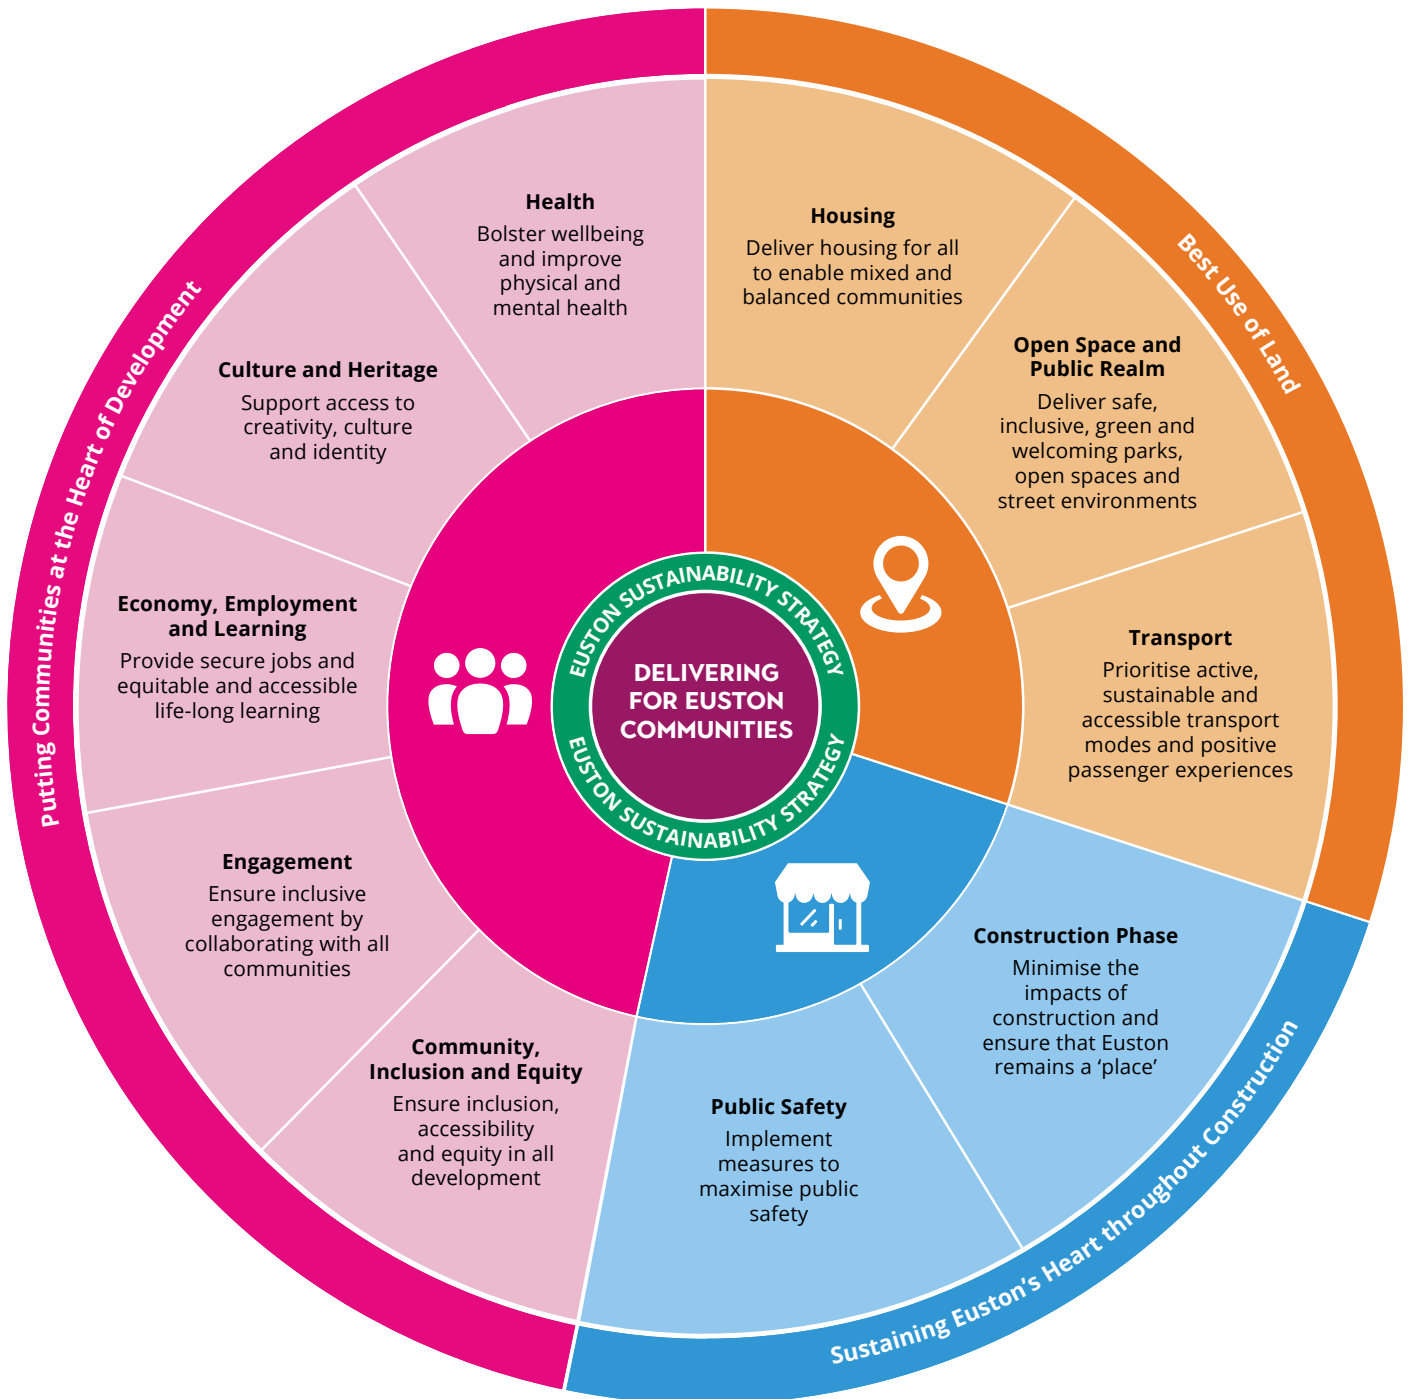 Putting Communities at the Heart of Development
Best Use of Land
Sustaining Euston’s Heart throughout Construction
Health
Bolster wellbeing
and improve
physical and
mental health
Housing
Deliver housing for all
to enable mixed and
balanced communities
Open Space and
Public Realm
Deliver safe,
inclusive, green and
welcoming parks,
open spaces and
street environments
Transport
Prioritise active,
sustainable and
accessible transport
modes and positive
passenger experiences
Construction Phase
Minimise the
impacts of
construction and
ensure that Euston
remains a ‘place’
Public Safety
Implement
measures to
maximise public
safety
Community,
Inclusion and Equity
Ensure inclusion,
accessibility
and equity in all
development
Engagement
Ensure inclusive
engagement by
collaborating with all
communities
Economy, Employment
and Learning
Provide secure jobs and
equitable and accessible
life-long learning
Culture and Heritage
Support access to
creativity, culture
and identity
EUSTON SUSTAINABILITY STRATEGY
DELIVERING
FOR EUSTON
COMMUNITIES
EUSTON SUSTAINABILITY STRATEGY